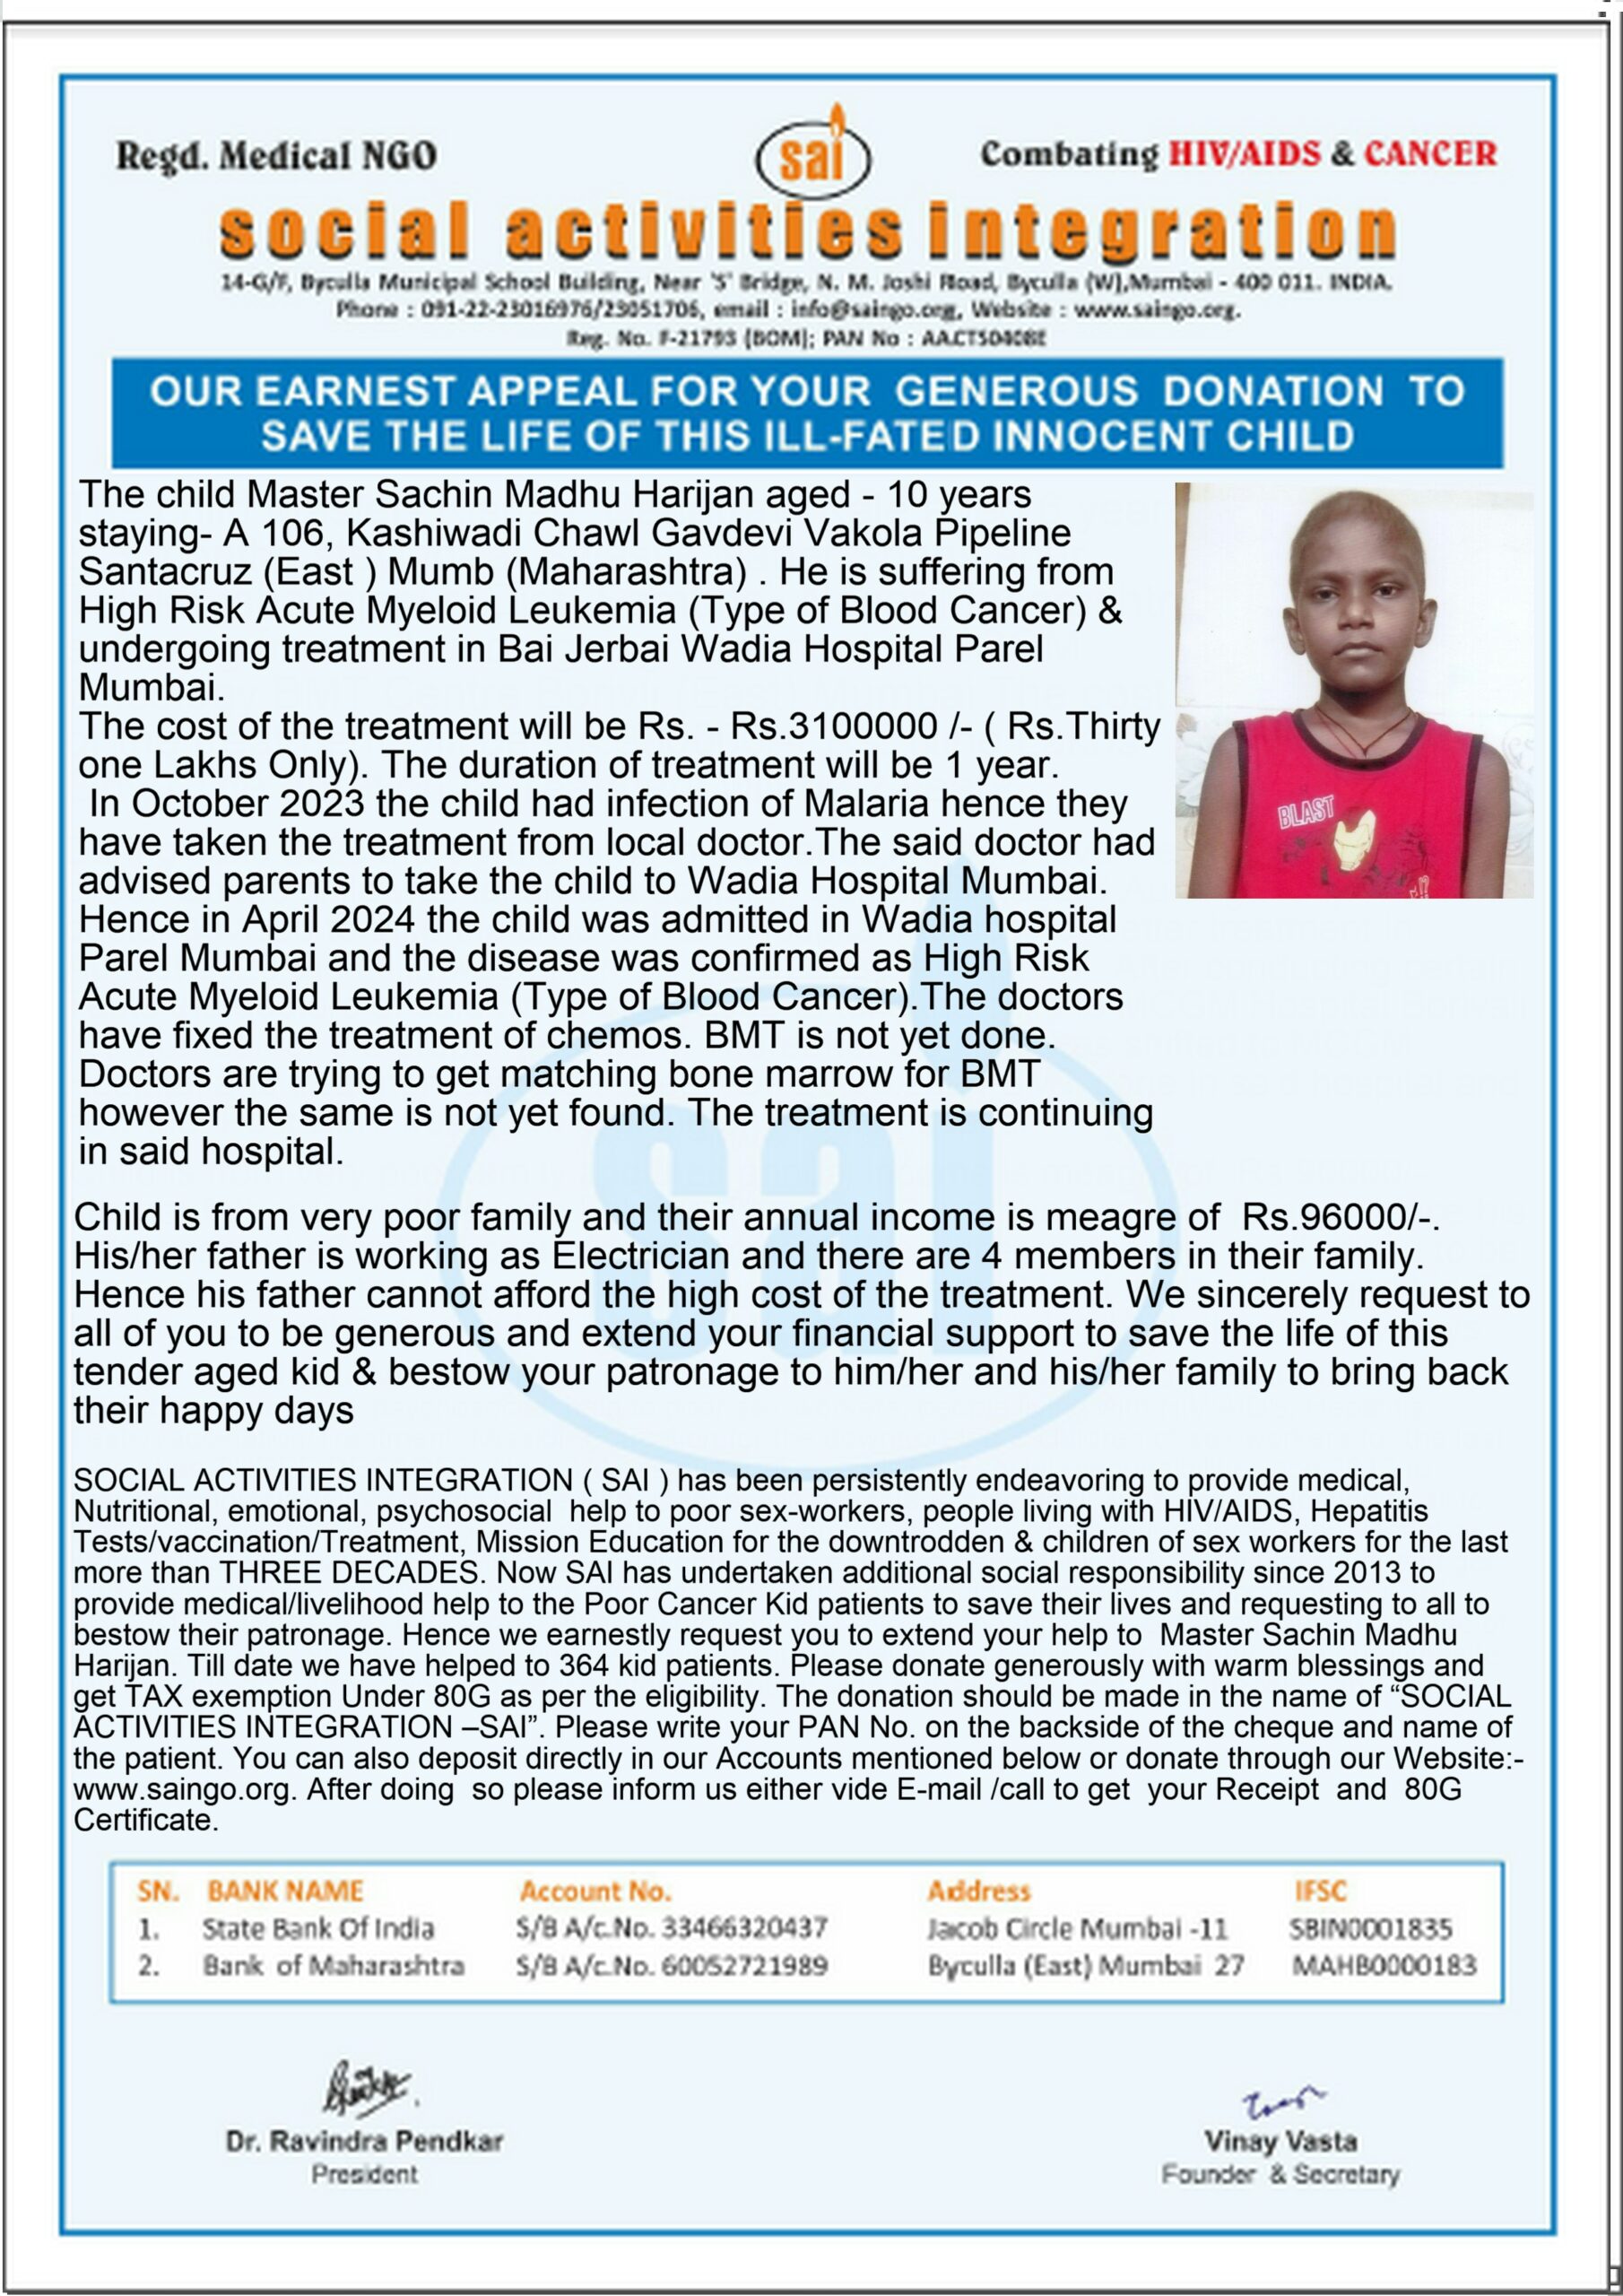 Regd. Medical NGO
sai
Combating HIV/AIDS & CANCER
social activities integration
14-G/F, Byculla Municipal School Building, Near 'S' Bridge, N. M. Joshi Road, Byculla (W),Mumbai - 400 011. INDIA.
Phone : 091-22-23016976/23051706, email : info@saingo.org, Website : www.saingo.org.
Reg. No. F-21793 (BOM); PAN No :
OUR EARNEST APPEAL FOR YOUR GENEROUS DONATION TO
SAVE THE LIFE OF THIS ILL-FATED INNOCENT CHILD
The child Master Sachin Madhu Harijan aged - 10 years
staying- A 106, Kashiwadi Chawl Gavdevi Vakola Pipeline
Santacruz (East ) Mumb (Maharashtra) . He is suffering from
High Risk Acute Myeloid Leukemia (Type of Blood Cancer) &
undergoing treatment in Bai Jerbai Wadia Hospital Parel
Mumbai.
The cost of the treatment will be Rs. - Rs.3100000 /- ( Rs.Thirty
one Lakhs Only). The duration of treatment will be 1 year.
In October 2023 the child had infection of Malaria hence they
have taken the treatment from local doctor.The said doctor had
advised parents to take the child to Wadia Hospital Mumbai.
Hence in April 2024 the child was admitted in Wadia hospital
Parel Mumbai and the disease was confirmed as High Risk
Acute Myeloid Leukemia (Type of Blood Cancer).The doctors
have fixed the treatment of chemos. BMT is not yet done.
Doctors are trying to get matching bone marrow for BMT
however the same is not yet found. The treatment is continuing
in said hospital.
BLAST
Child is from very poor family and their annual income is meagre of Rs.96000/-.
His/her father is working as Electrician and there are 4 members in their family.
Hence his father cannot afford the high cost of the treatment. We sincerely request to
all of you to be generous and extend your financial support to save the life of this
tender aged kid & bestow your patronage to him/her and his/her family to bring back
their happy days
SOCIAL ACTIVITIES INTEGRATION ( SAI ) has been persistently endeavoring to provide medical,
Nutritional, emotional, psychosocial help to poor sex-workers, people living with HIV/AIDS, Hepatitis
Tests/vaccination/Treatment, Mission Education for the downtrodden & children of sex workers for the last
more than THREE DECADES. Now SAI has undertaken additional social responsibility since 2013 to
provide medical/livelihood help to the Poor Cancer Kid patients to save their lives and requesting to all to
bestow their patronage. Hence we earnestly request you to extend your help to Master Sachin Madhu
Harijan. Till date we have helped to 364 kid patients. Please donate generously with warm blessings and
get TAX exemption Under 80G as per the eligibility. The donation should be made in the name of “SOCIAL
ACTIVITIES INTEGRATION –SAI”. Please write your PAN No. on the backside of the cheque and name of
the patient. You can also deposit directly in our Accounts mentioned below or donate through our Website:-
www.saingo.org. After doing so please inform us either vide E-mail /call to get your Receipt and 80G
Certificate.
SN. BANK NAME Account No. Address IFSC
1. State Bank Of India S/B A/c.No. 33466320437 Jacob Circle Mumbai -11 SBIN0001835
2. Bank of Maharashtra S/B A/c.No. 60052721989 Byculla (East) Mumbai 27 MAHB0000183
Dr. Ravindra Pendkar
President
Vinay Vasta
Founder & Secretary